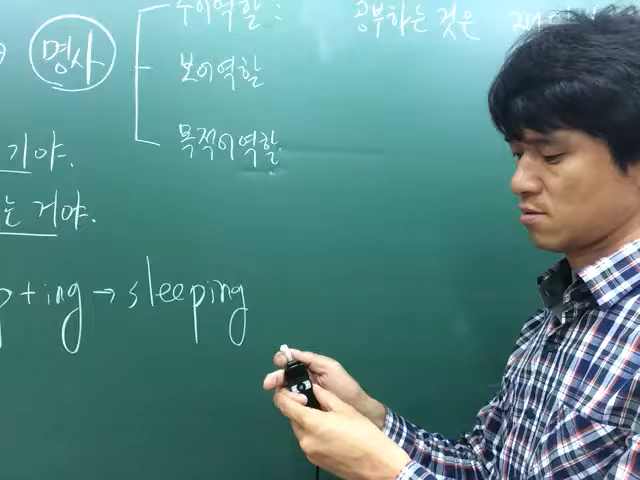 주어역할 : 공부하는 것은
명사
보어역할
목적어역할
기야.
는 거야.
p + ing → sleeping